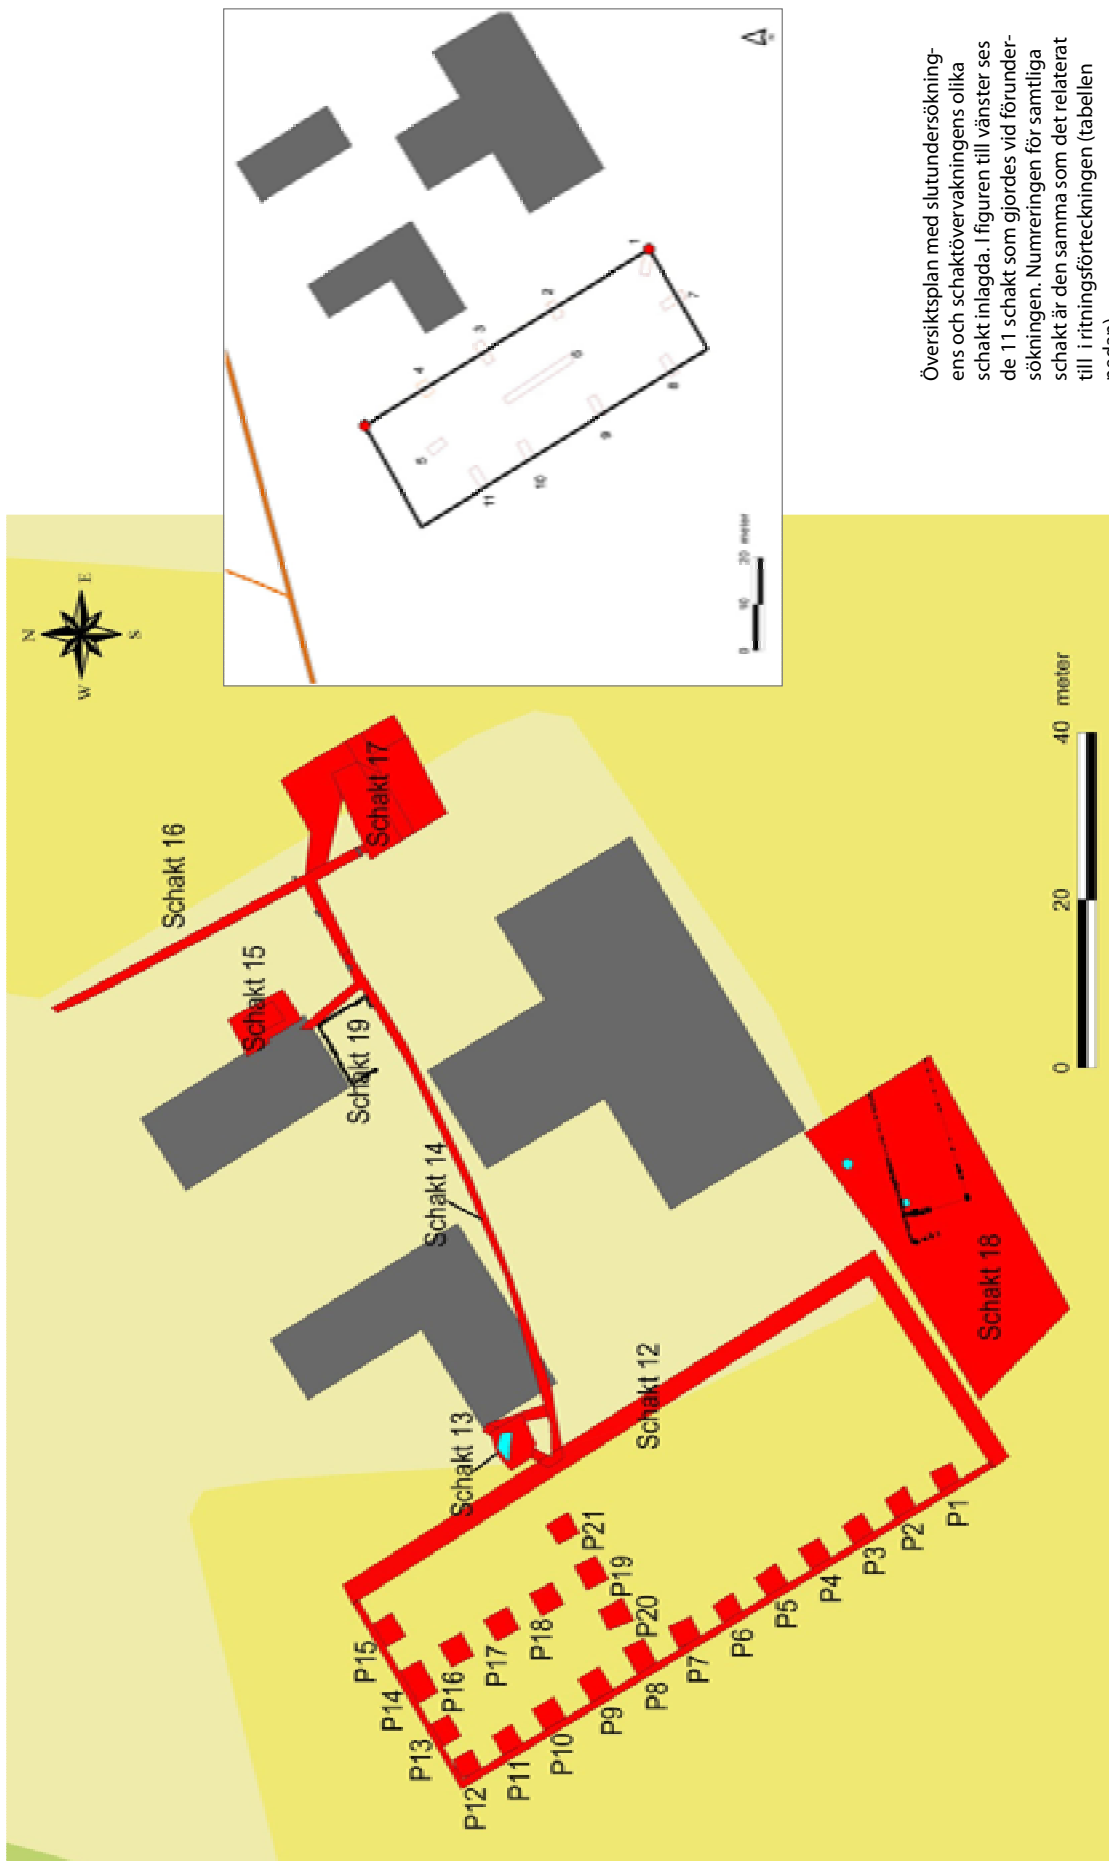 N
W
E
S
Schakt 16
Schakt 17
Schakt 15
Schakt 19
Schakt 14
Schakt 13
Schakt 12
Schakt 18
P15
P14
P13
P12
P16
P11
P17
P10
P18
P9
P21
P19
P20
P8
P7
P6
P5
P4
P3
P2
P1
0
20
40
meter
4
3
2
1
7
8
9
10
11
0
10
20
meter
Översiktsplan med slutundersökning-
ens och schaktövervakningens olika
schakt inlagda. I figuren till vänster ses
de 11 schakt som gjordes vid förunder-
sökningen. Numreringen för samtliga
schakt är den samma som det relaterat
till i ritningsförteckningen (tabellen